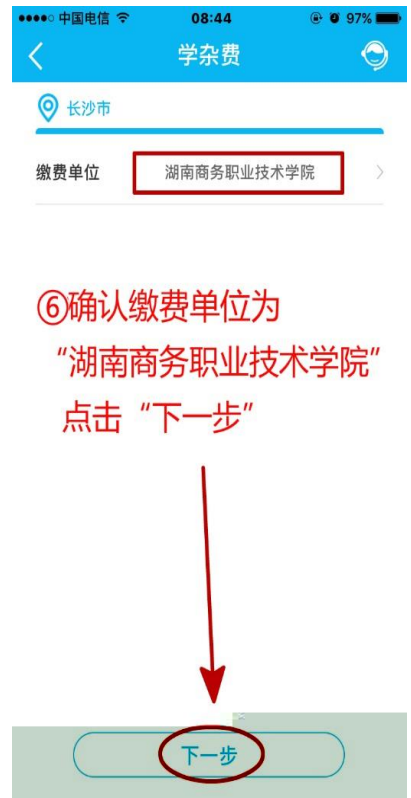 中国电信 08:44 97%
学杂费
长沙市
缴费单位 湖南商务职业技术学院
⑥确认缴费单位为
“湖南商务职业技术学院”
点击“下一步”
下一步